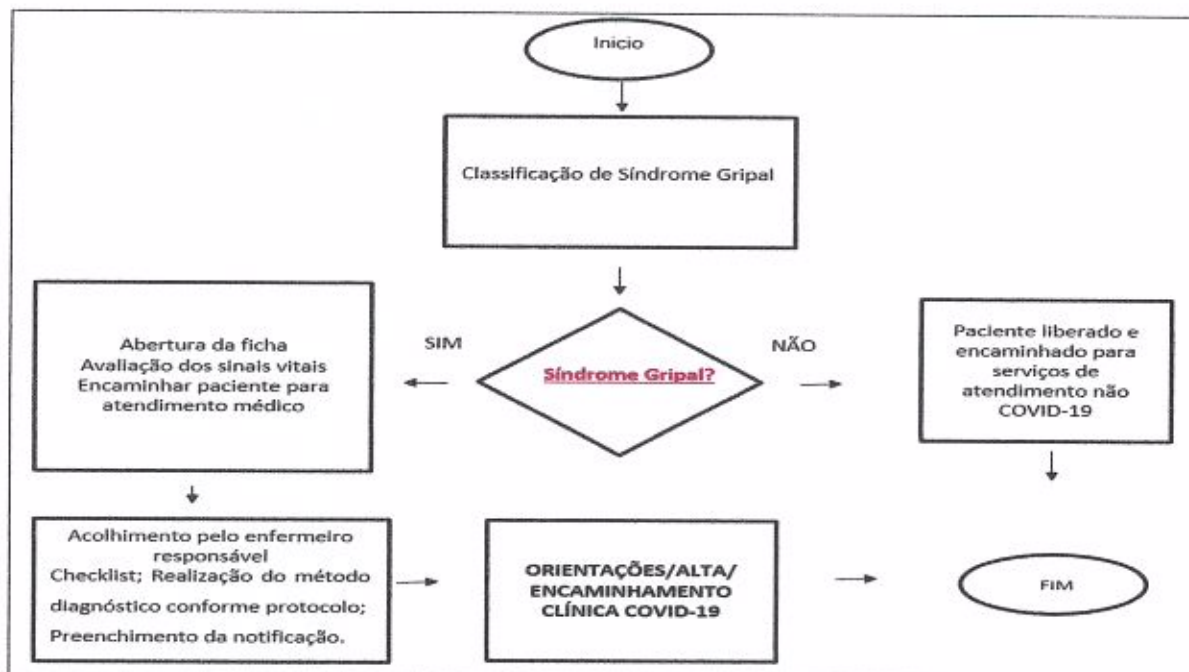 Inicio
Classificação de Síndrome Gripal
Síndrome Gripal?
SIM
NÃO
Abertura da ficha
Avaliação dos sinais vitais
Encaminhar paciente para
atendimento médico
Paciente liberado e
encaminhado para
serviços de
atendimento não
COVID-19
Acolhimento pelo enfermeiro
responsável
Checklist; Realização do método
diagnóstico conforme protocolo;
Preenchimento da notificação.
ORIENTAÇÕES/ALTA/
ENCAMINHAMENTO
CLÍNICA COVID-19
FIM